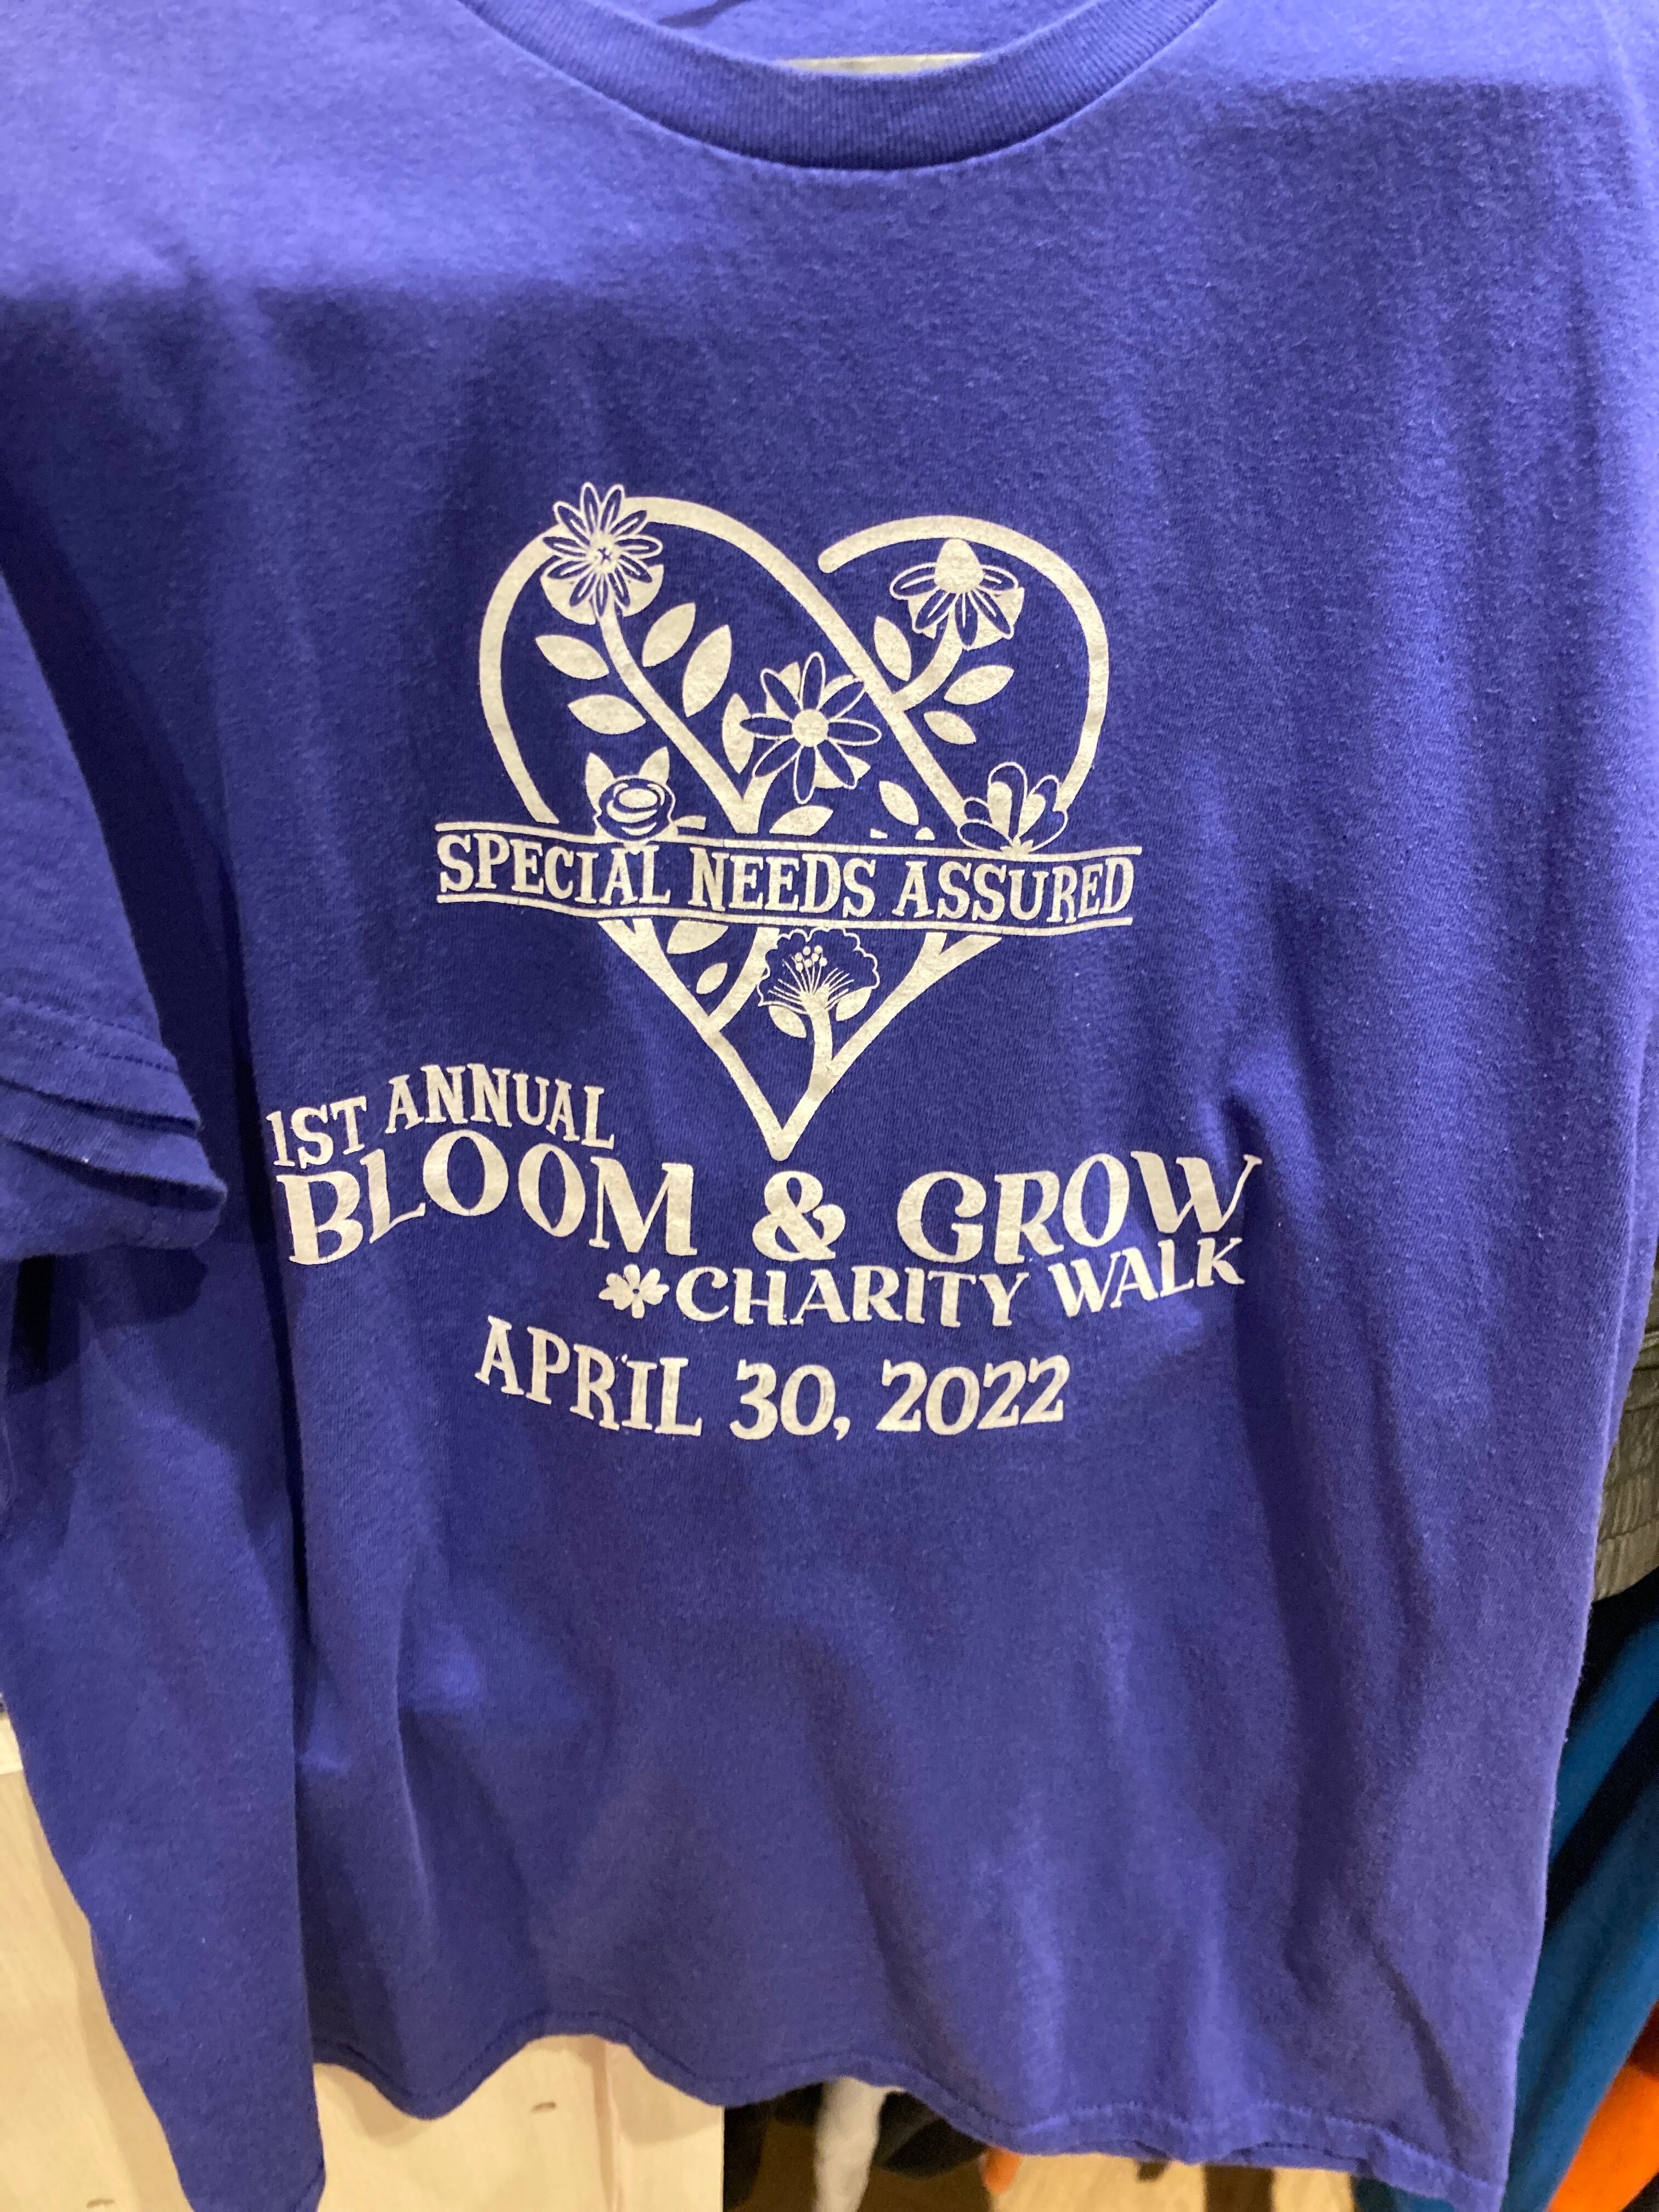 SPECIAL NEEDS ASSURED
1ST ANNUAL
BLOOM & GROW
CHARITY WALK
APRIL 30, 2022